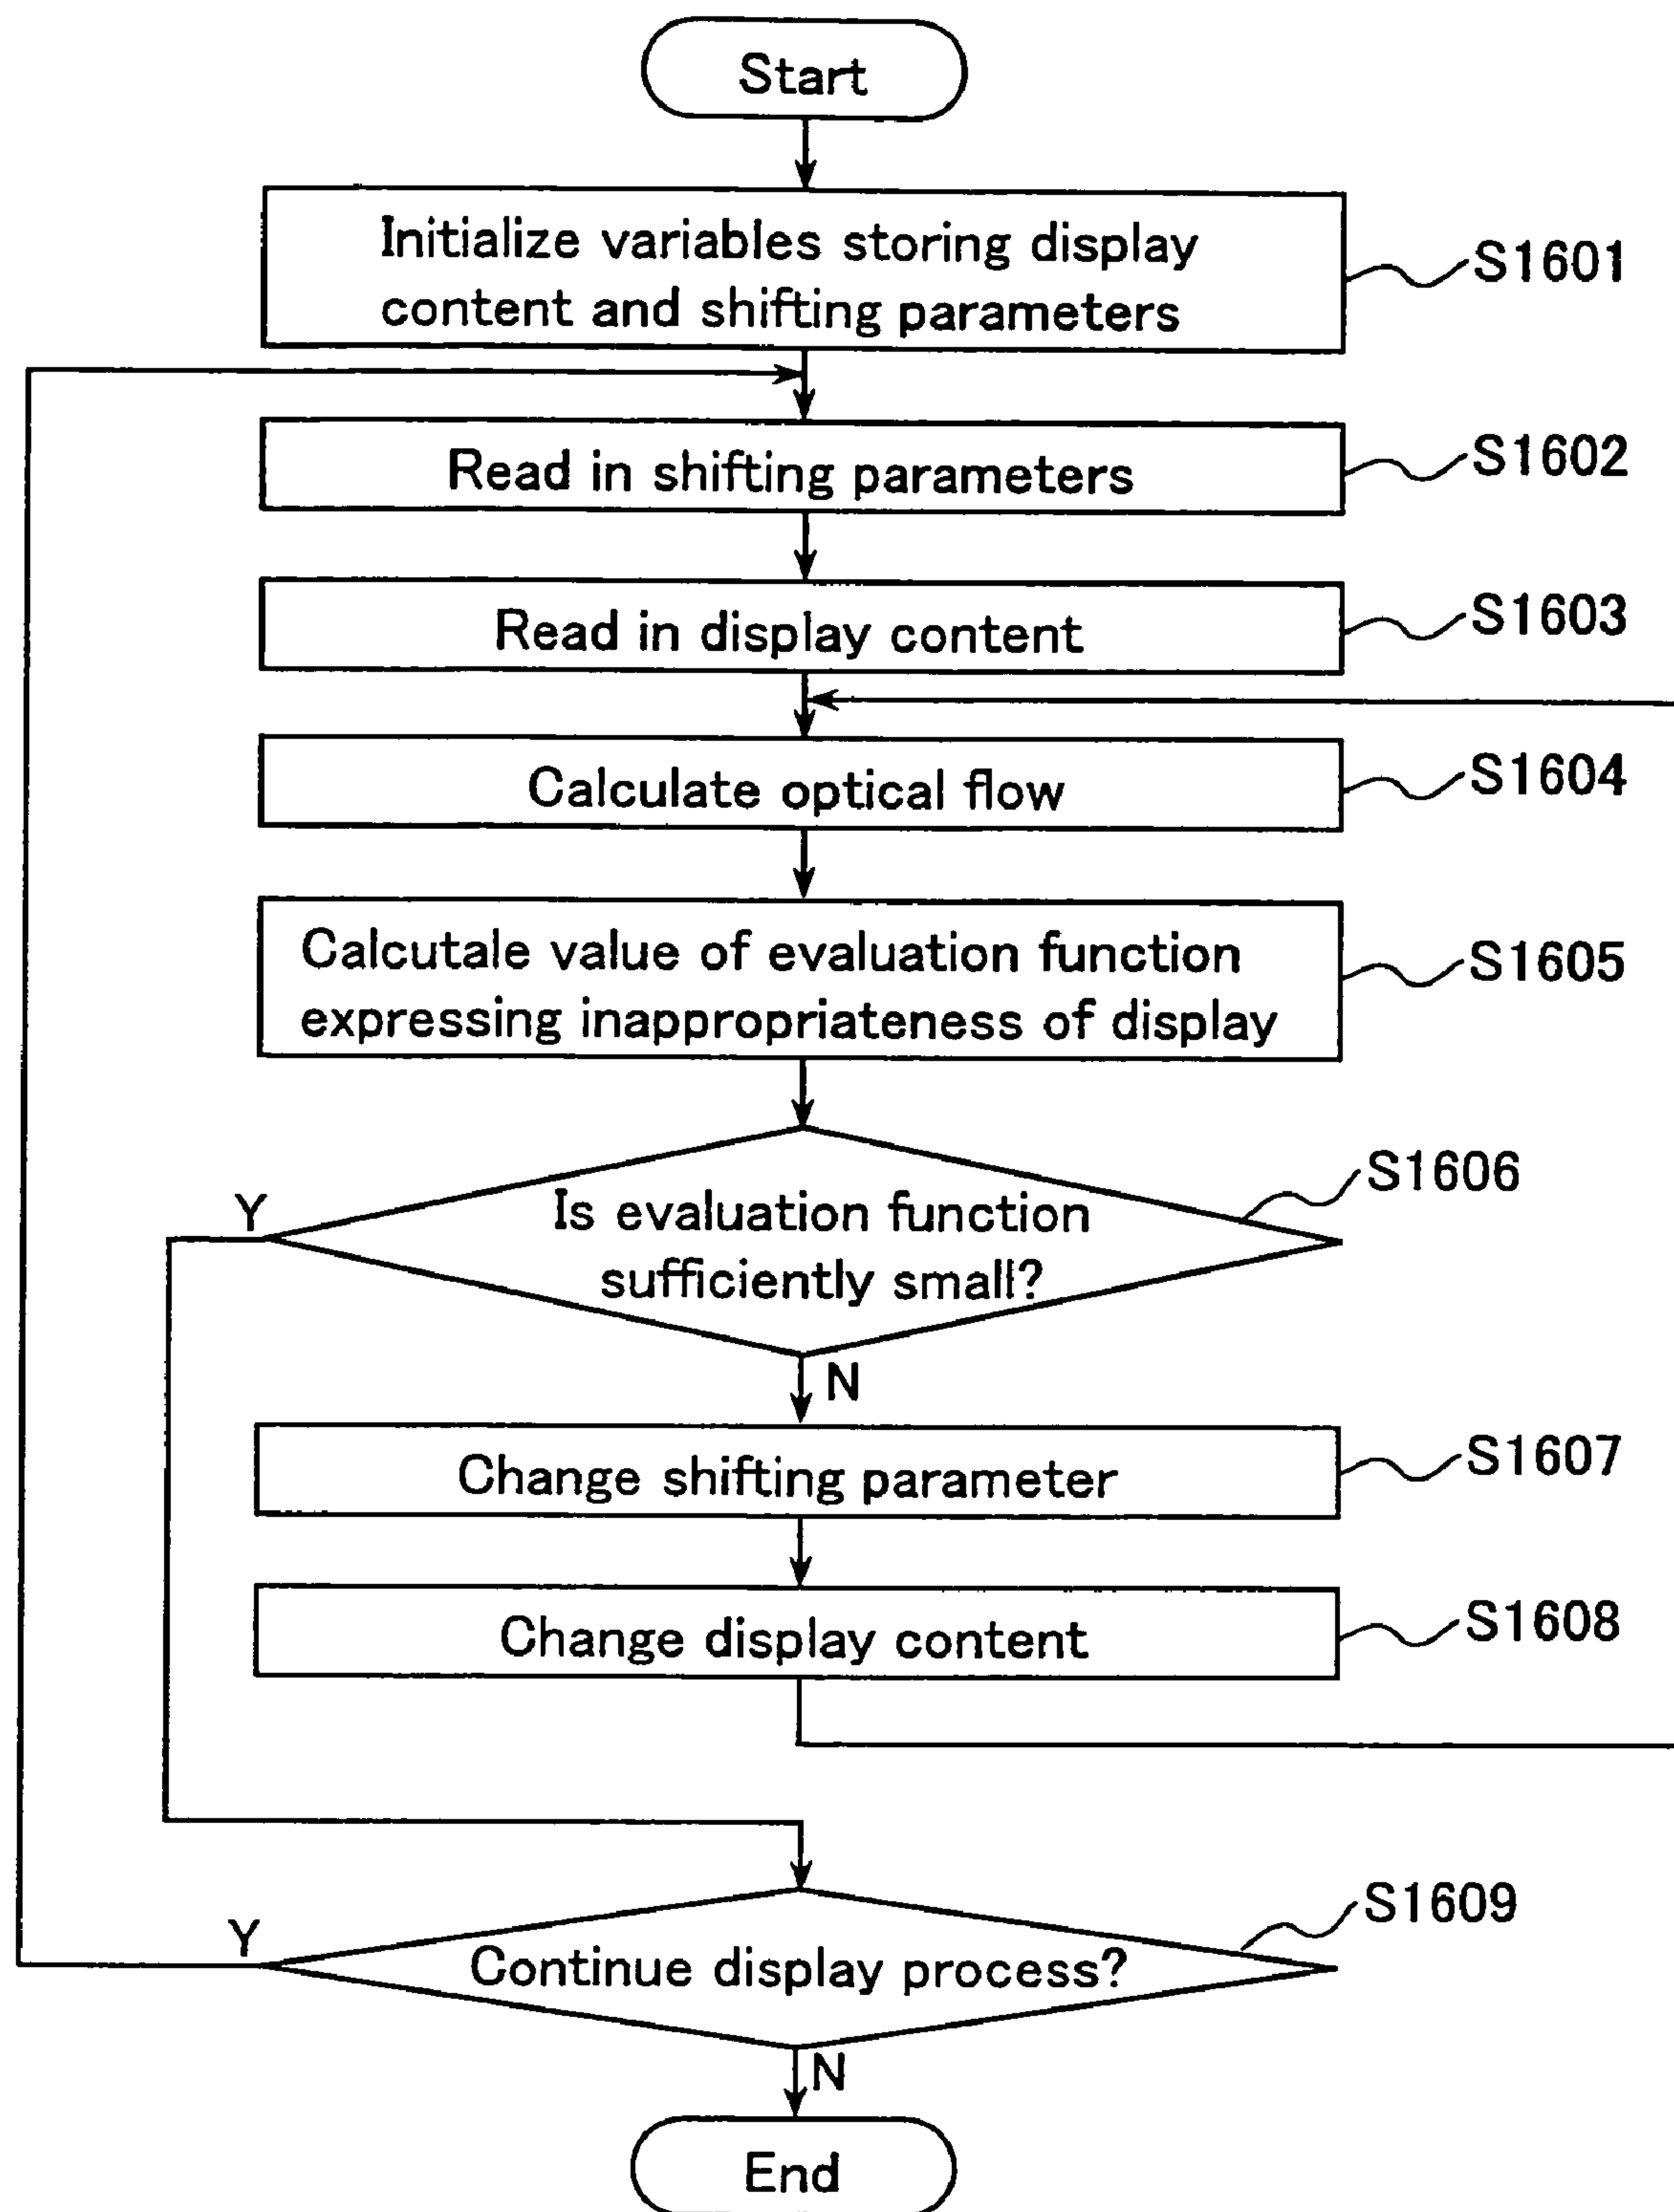 Start
Initialize variables storing display
content and shifting parameters
S1601
Read in shifting parameters
S1602
Read in display content
S1603
Calculate optical flow
S1604
Calcutale value of evaluation function
expressing inappropriateness of display
S1605
Is evaluation function
sufficiently small?
S1606
Y
N
Change shifting parameter
S1607
Change display content
S1608
Continue display process?
S1609
Y
N
End